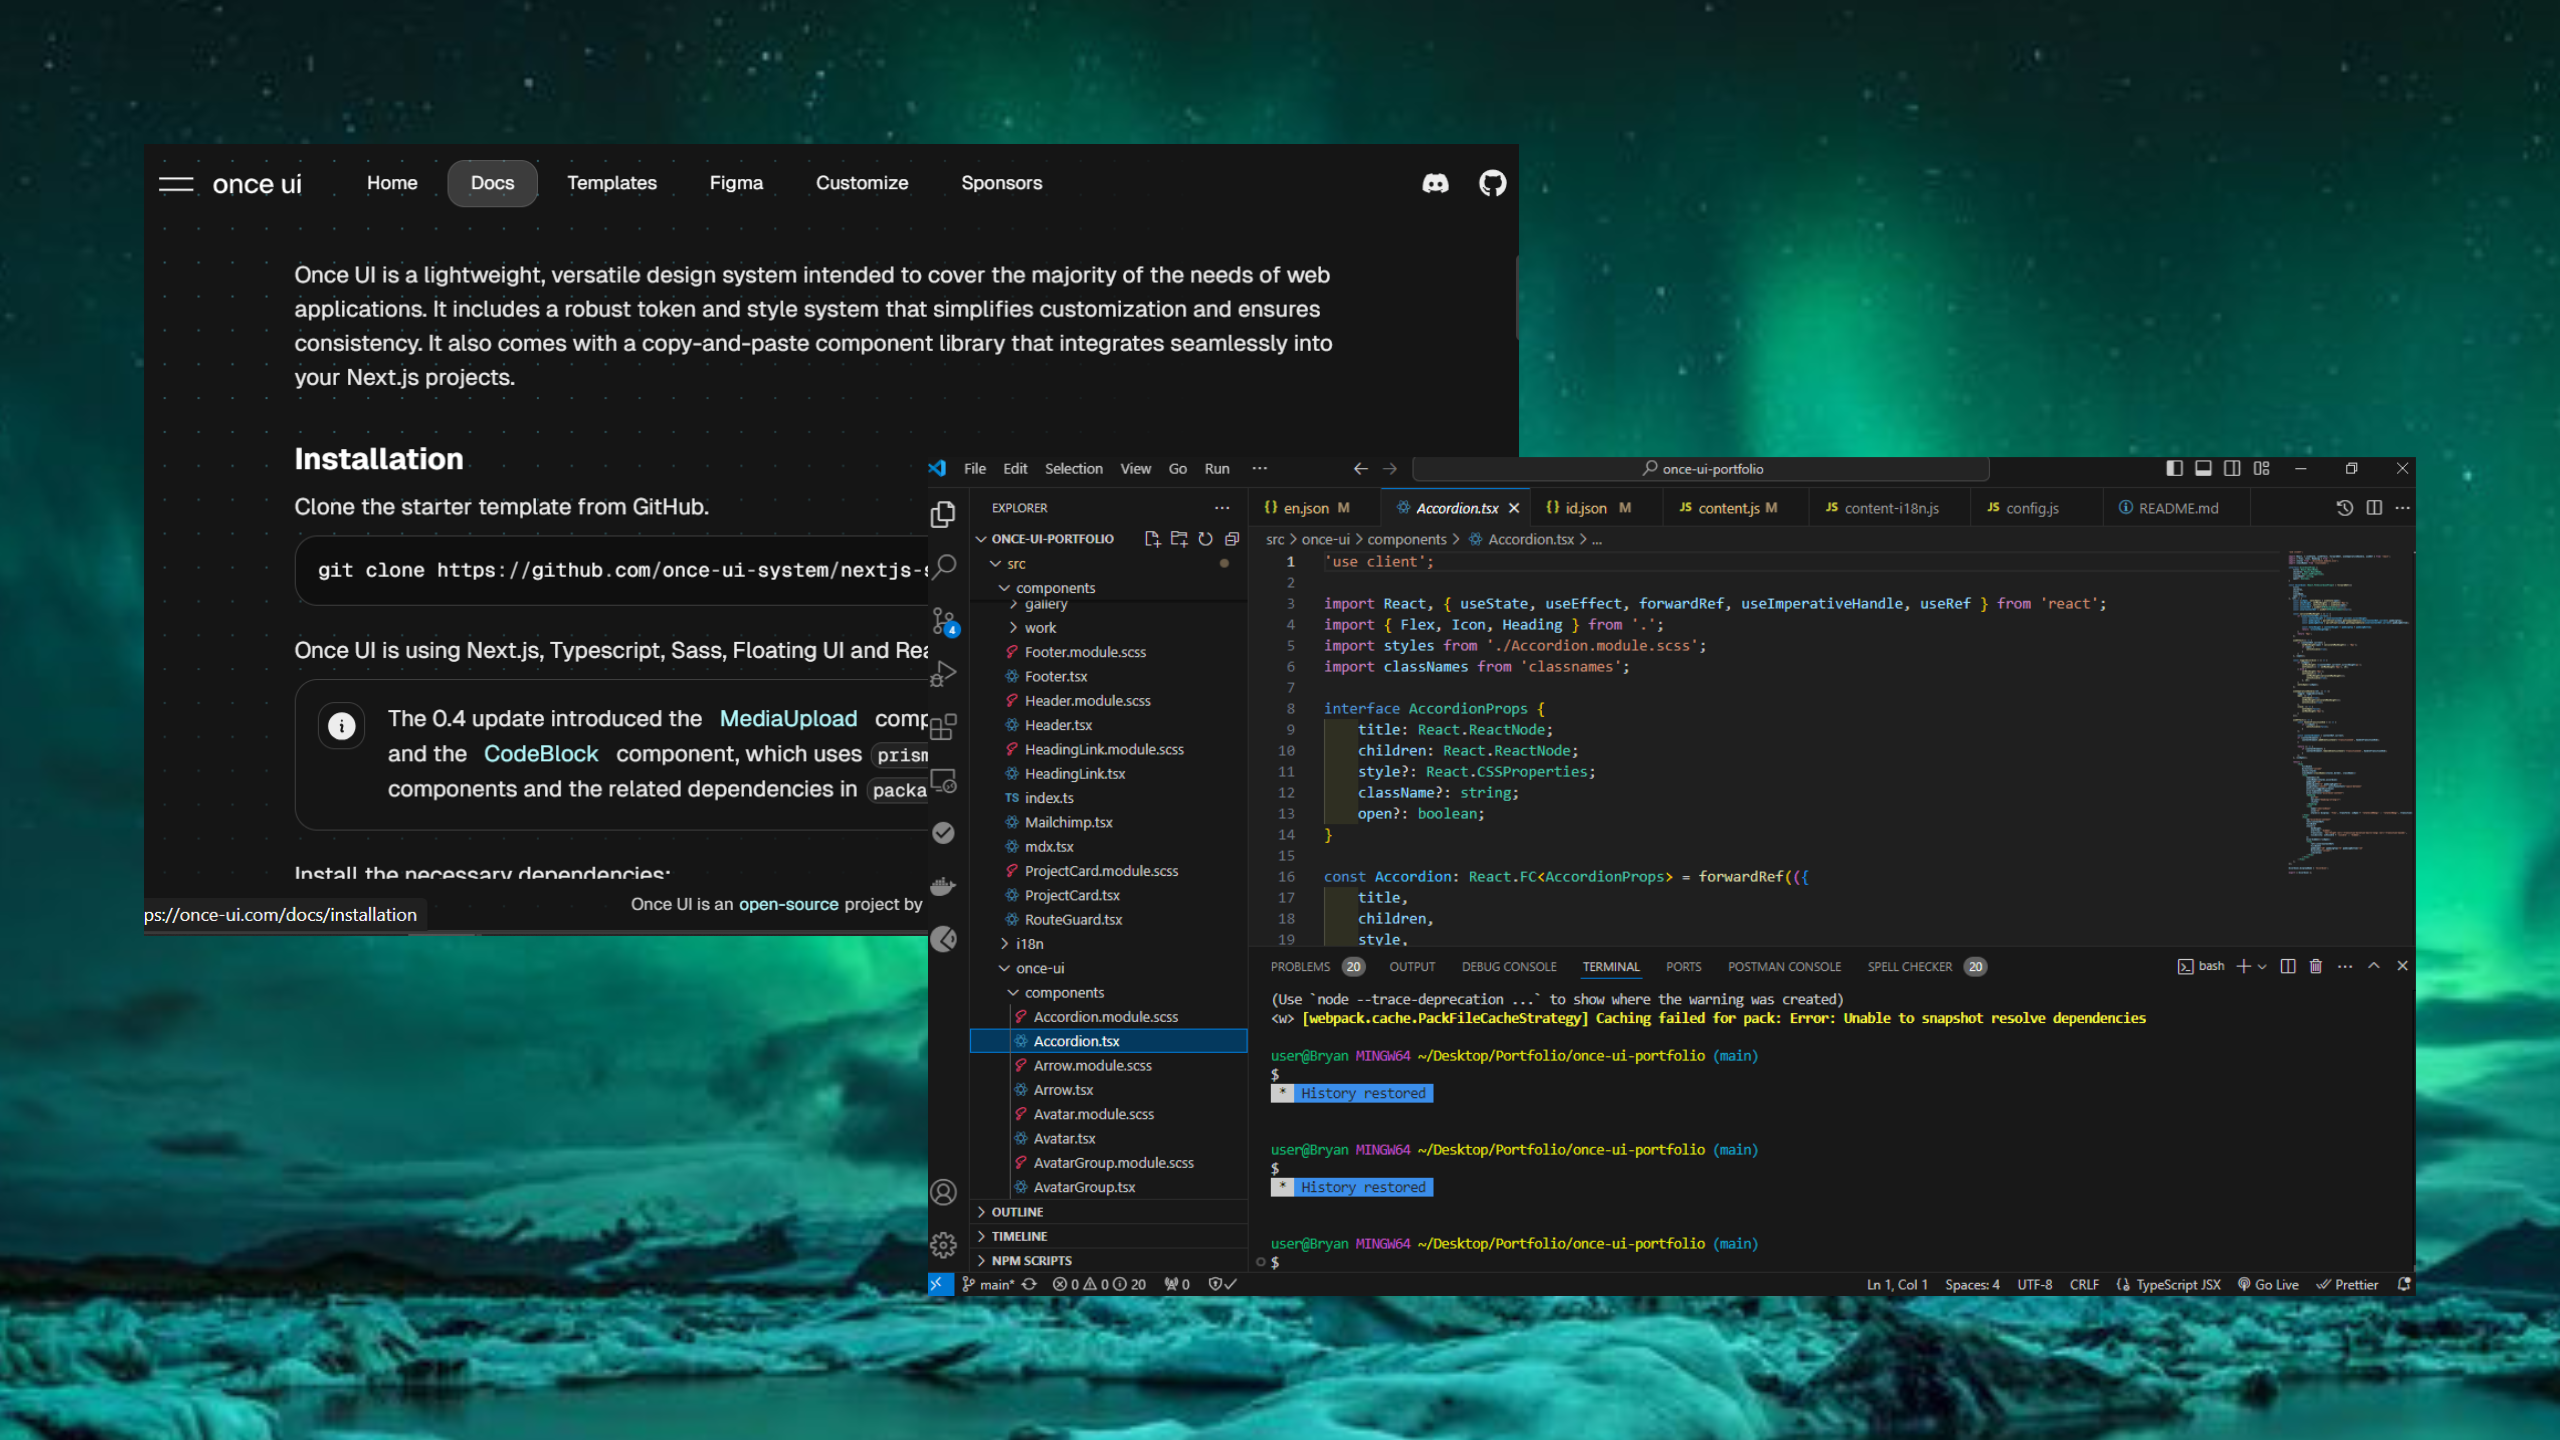 once ui Home Docs Templates Figma Customize Sponsors
Once UI is a lightweight, versatile design system intended to cover the majority of the needs of web
applications. It includes a robust token and style system that simplifies customization and ensures
consistency. It also comes with a copy-and-paste component library that integrates seamlessly into
your Next.js projects.
Installation
Clone the starter template from GitHub.
git clone https://github.com/once-ui-system/nextjs-s
Once UI is using Next.js, Typescript, Sass, Floating UI and Rea
The 0.4 update introduced the MediaUpload comp
and the CodeBlock component, which uses prism
components and the related dependencies in packa
Install the necessary dependencies:
Once UI is an open-source project by
ps://once-ui.com/docs/installation
File Edit Selection View Go Run ...
once-ui-portfolio
EXPLORER
ONCE-UI-PORTFOLIO
src
components
gallery
work
Footer.module.scss
Footer.tsx
Header.module.scss
Header.tsx
HeadingLink.module.scss
HeadingLink.tsx
TS index.ts
Mailchimp.tsx
mdx.tsx
ProjectCard.module.scss
ProjectCard.tsx
RouteGuard.tsx
i18n
once-ui
components
Accordion.module.scss
Accordion.tsx
Arrow.module.scss
Arrow.tsx
Avatar.module.scss
Avatar.tsx
AvatarGroup.module.scss
AvatarGroup.tsx
OUTLINE
TIMELINE
NPM SCRIPTS
4
{} en.json M Accordion.tsx {} id.json M JS content.js M JS content-i18n.js JS config.js README.md
src > once-ui > components > Accordion.tsx > ...
1 'use client';
2
3 import React, { useState, useEffect, forwardRef, useImperativeHandle, useRef } from 'react';
4 import { Flex, Icon, Heading } from '.';
5 import styles from './Accordion.module.scss';
6 import classNames from 'classnames';
7
8 interface AccordionProps {
9 title: React.ReactNode;
10 children: React.ReactNode;
11 style?: React.CSSProperties;
12 className?: string;
13 open?: boolean;
14 }
15
16 const Accordion: React.FC<AccordionProps> = forwardRef(({
17 title,
18 children,
19 style,
PROBLEMS 20 OUTPUT DEBUG CONSOLE TERMINAL PORTS POSTMAN CONSOLE SPELL CHECKER 20 bash
(Use `node --trace-deprecation ...` to show where the warning was created)
<w> [webpack.cache.PackFileCacheStrategy] Caching failed for pack: Error: Unable to snapshot resolve dependencies
user@Bryan MINGW64 ~/Desktop/Portfolio/once-ui-portfolio (main)
$
* History restored
user@Bryan MINGW64 ~/Desktop/Portfolio/once-ui-portfolio (main)
$
* History restored
user@Bryan MINGW64 ~/Desktop/Portfolio/once-ui-portfolio (main)
$
main* 0 0 20 0 Ln 1, Col 1 Spaces: 4 UTF-8 CRLF TypeScript JSX Go Live Prettier